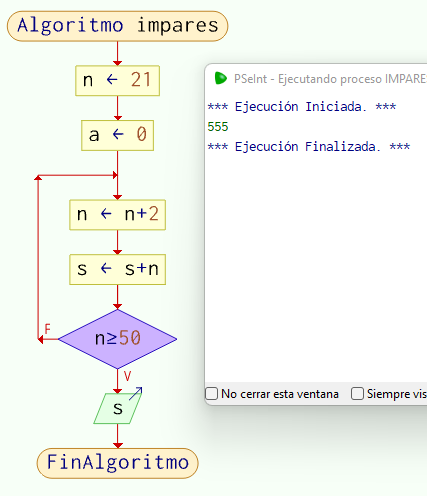 Algoritmo impares
n ← 21
a ← 0
n ← n+2
s ← s+n
F
n≥50
V
s
FinAlgoritmo
PSeInt - Ejecutando proceso IMPARE
*** Ejecución Iniciada. ***
555
*** Ejecución Finalizada. ***
No cerrar esta ventana
Siempre vis